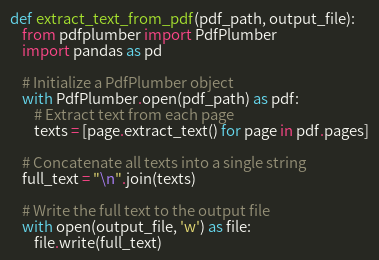 def extract_text_from_pdf(pdf_path, output_file):
    from pdfplumber import PdfPlumber
    import pandas as pd

    # Initialize a PdfPlumber object
    with PdfPlumber.open(pdf_path) as pdf:
        # Extract text from each page
        texts = [page.extract_text() for page in pdf.pages]

    # Concatenate all texts into a single string
    full_text = "\n".join(texts)

    # Write the full text to the output file
    with open(output_file, 'w') as file:
        file.write(full_text)